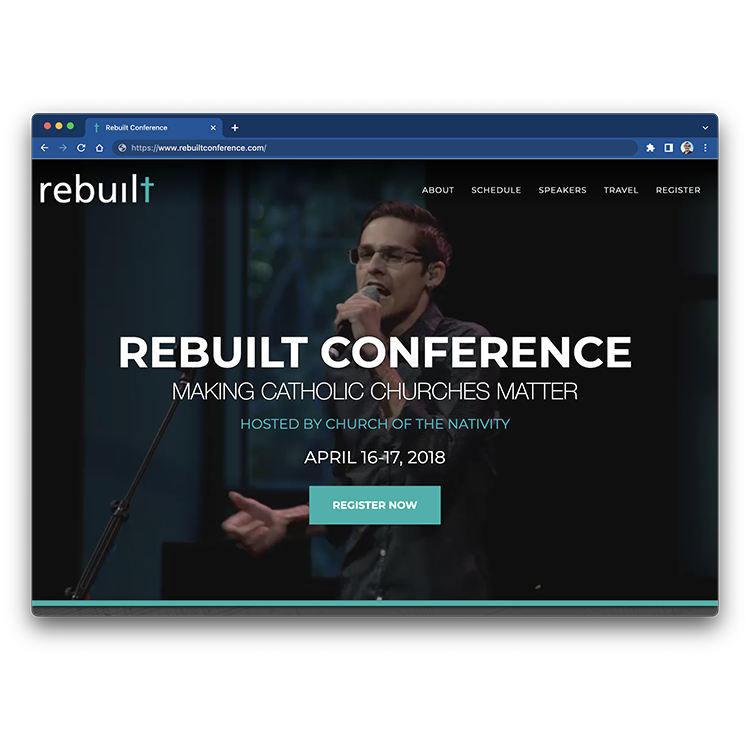 Rebuilt Conference
https://www.rebuiltconference.com/
rebuilt
ABOUT SCHEDULE SPEAKERS TRAVEL REGISTER
REBUILT CONFERENCE
MAKING CATHOLIC CHURCHES MATTER
HOSTED BY CHURCH OF THE NATIVITY
APRIL 16-17, 2018
REGISTER NOW